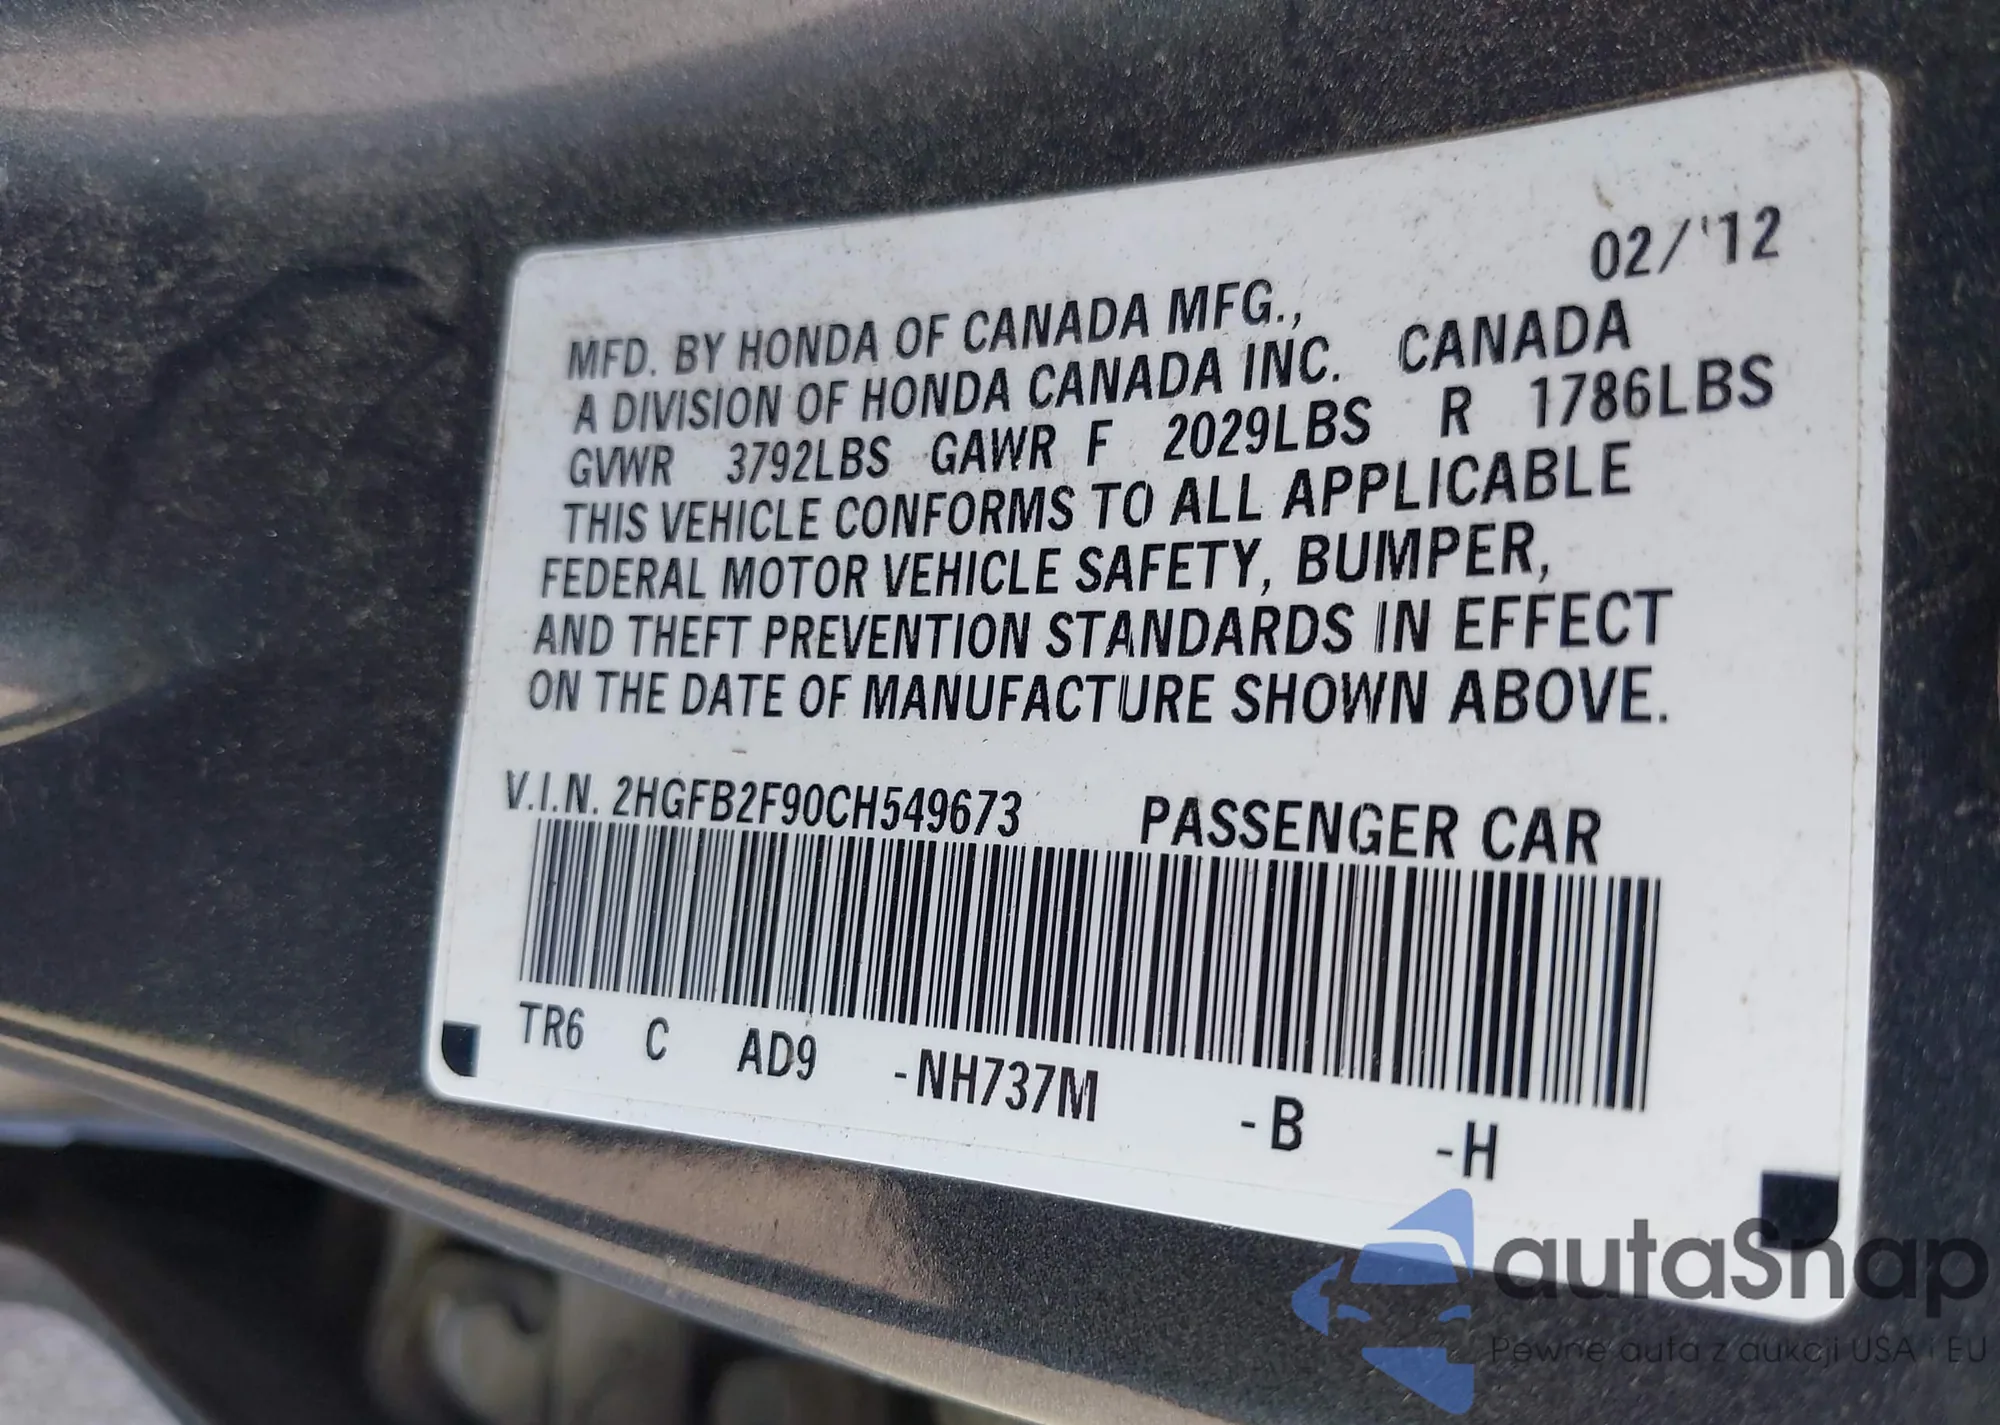 02/'12
MFD. BY HONDA OF CANADA MFG.,
A DIVISION OF HONDA CANADA INC. CANADA
GVWR 3792LBS GAWR F 2029LBS R 1786LBS
THIS VEHICLE CONFORMS TO ALL APPLICABLE
FEDERAL MOTOR VEHICLE SAFETY, BUMPER,
AND THEFT PREVENTION STANDARDS IN EFFECT
ON THE DATE OF MANUFACTURE SHOWN ABOVE.
V.I.N. 2HGFB2F90CH549673 PASSENGER CAR
TR6 C AD9 -NH737M -B -H
autaSnap
Pewne auta z aukcji USA i EU